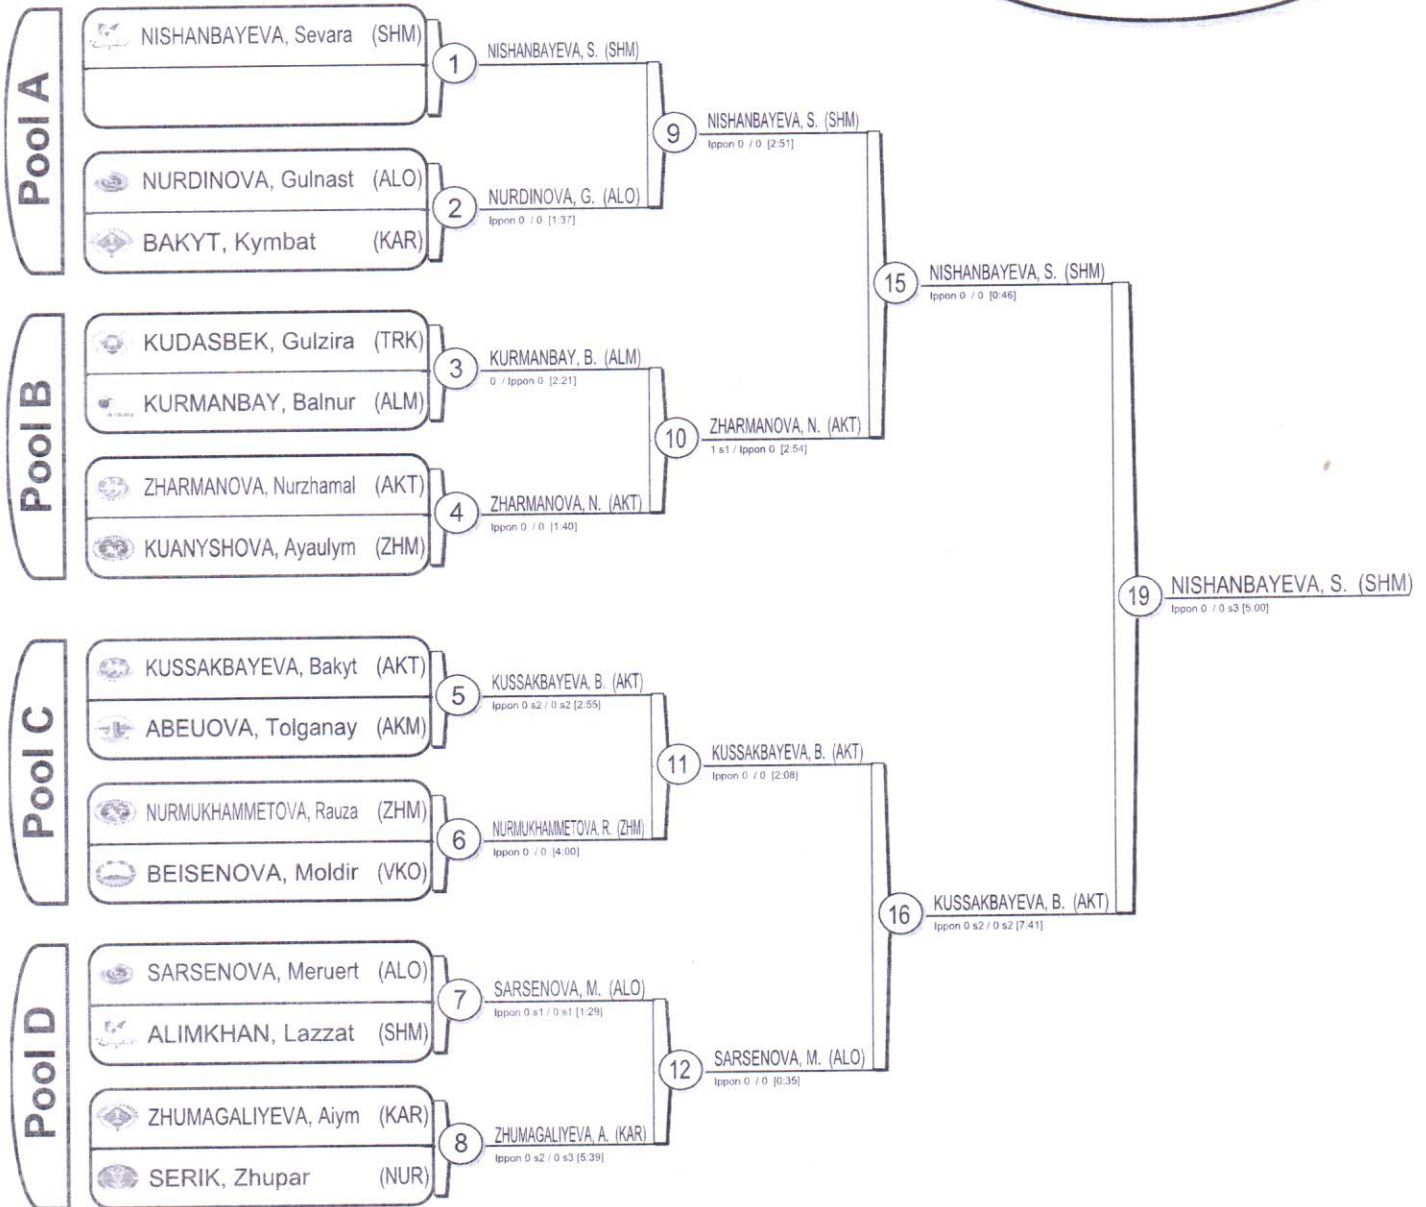 Pool A
NISHANBAYEVA, Sevara (SHM)
1
NISHANBAYEVA, S. (SHM)
NURDINOVA, Gulnast (ALO)
BAKYT, Kymbat (KAR)
2
NURDINOVA, G. (ALO)
Ippon 0 / 0 [1:37]
9
NISHANBAYEVA, S. (SHM)
Ippon 0 / 0 [2:51]
Pool B
KUDASBEK, Gulzira (TRK)
KURMANBAY, Balnur (ALM)
3
KURMANBAY, B. (ALM)
0 / Ippon 0 [2:21]
ZHARMANOVA, Nurzhamal (AKT)
KUANYSHOVA, Ayaulym (ZHM)
4
ZHARMANOVA, N. (AKT)
Ippon 0 / 0 [1:40]
10
ZHARMANOVA, N. (AKT)
1 s1 / Ippon 0 [2:54]
15
NISHANBAYEVA, S. (SHM)
Ippon 0 / 0 [0:46]
Pool C
KUSSAKBAYEVA, Bakyt (AKT)
ABEUOVA, Tolganay (AKM)
5
KUSSAKBAYEVA, B. (AKT)
Ippon 0 s2 / 0 s2 [2:55]
NURMUKHAMMETOVA, Rauza (ZHM)
BEISENOVA, Moldir (VKO)
6
NURMUKHAMMETOVA, R. (ZHM)
Ippon 0 / 0 [4:00]
11
KUSSAKBAYEVA, B. (AKT)
Ippon 0 / 0 [2:08]
Pool D
SARSENOVA, Meruert (ALO)
ALIMKHAN, Lazzat (SHM)
7
SARSENOVA, M. (ALO)
Ippon 0 s1 / 0 s1 [1:29]
ZHUMAGALIYEVA, Aiym (KAR)
SERIK, Zhupar (NUR)
8
ZHUMAGALIYEVA, A. (KAR)
Ippon 0 s2 / 0 s3 [5:39]
12
SARSENOVA, M. (ALO)
Ippon 0 / 0 [0:35]
16
KUSSAKBAYEVA, B. (AKT)
Ippon 0 s2 / 0 s2 [7:41]
19
NISHANBAYEVA, S. (SHM)
Ippon 0 / 0 s3 [5:00]